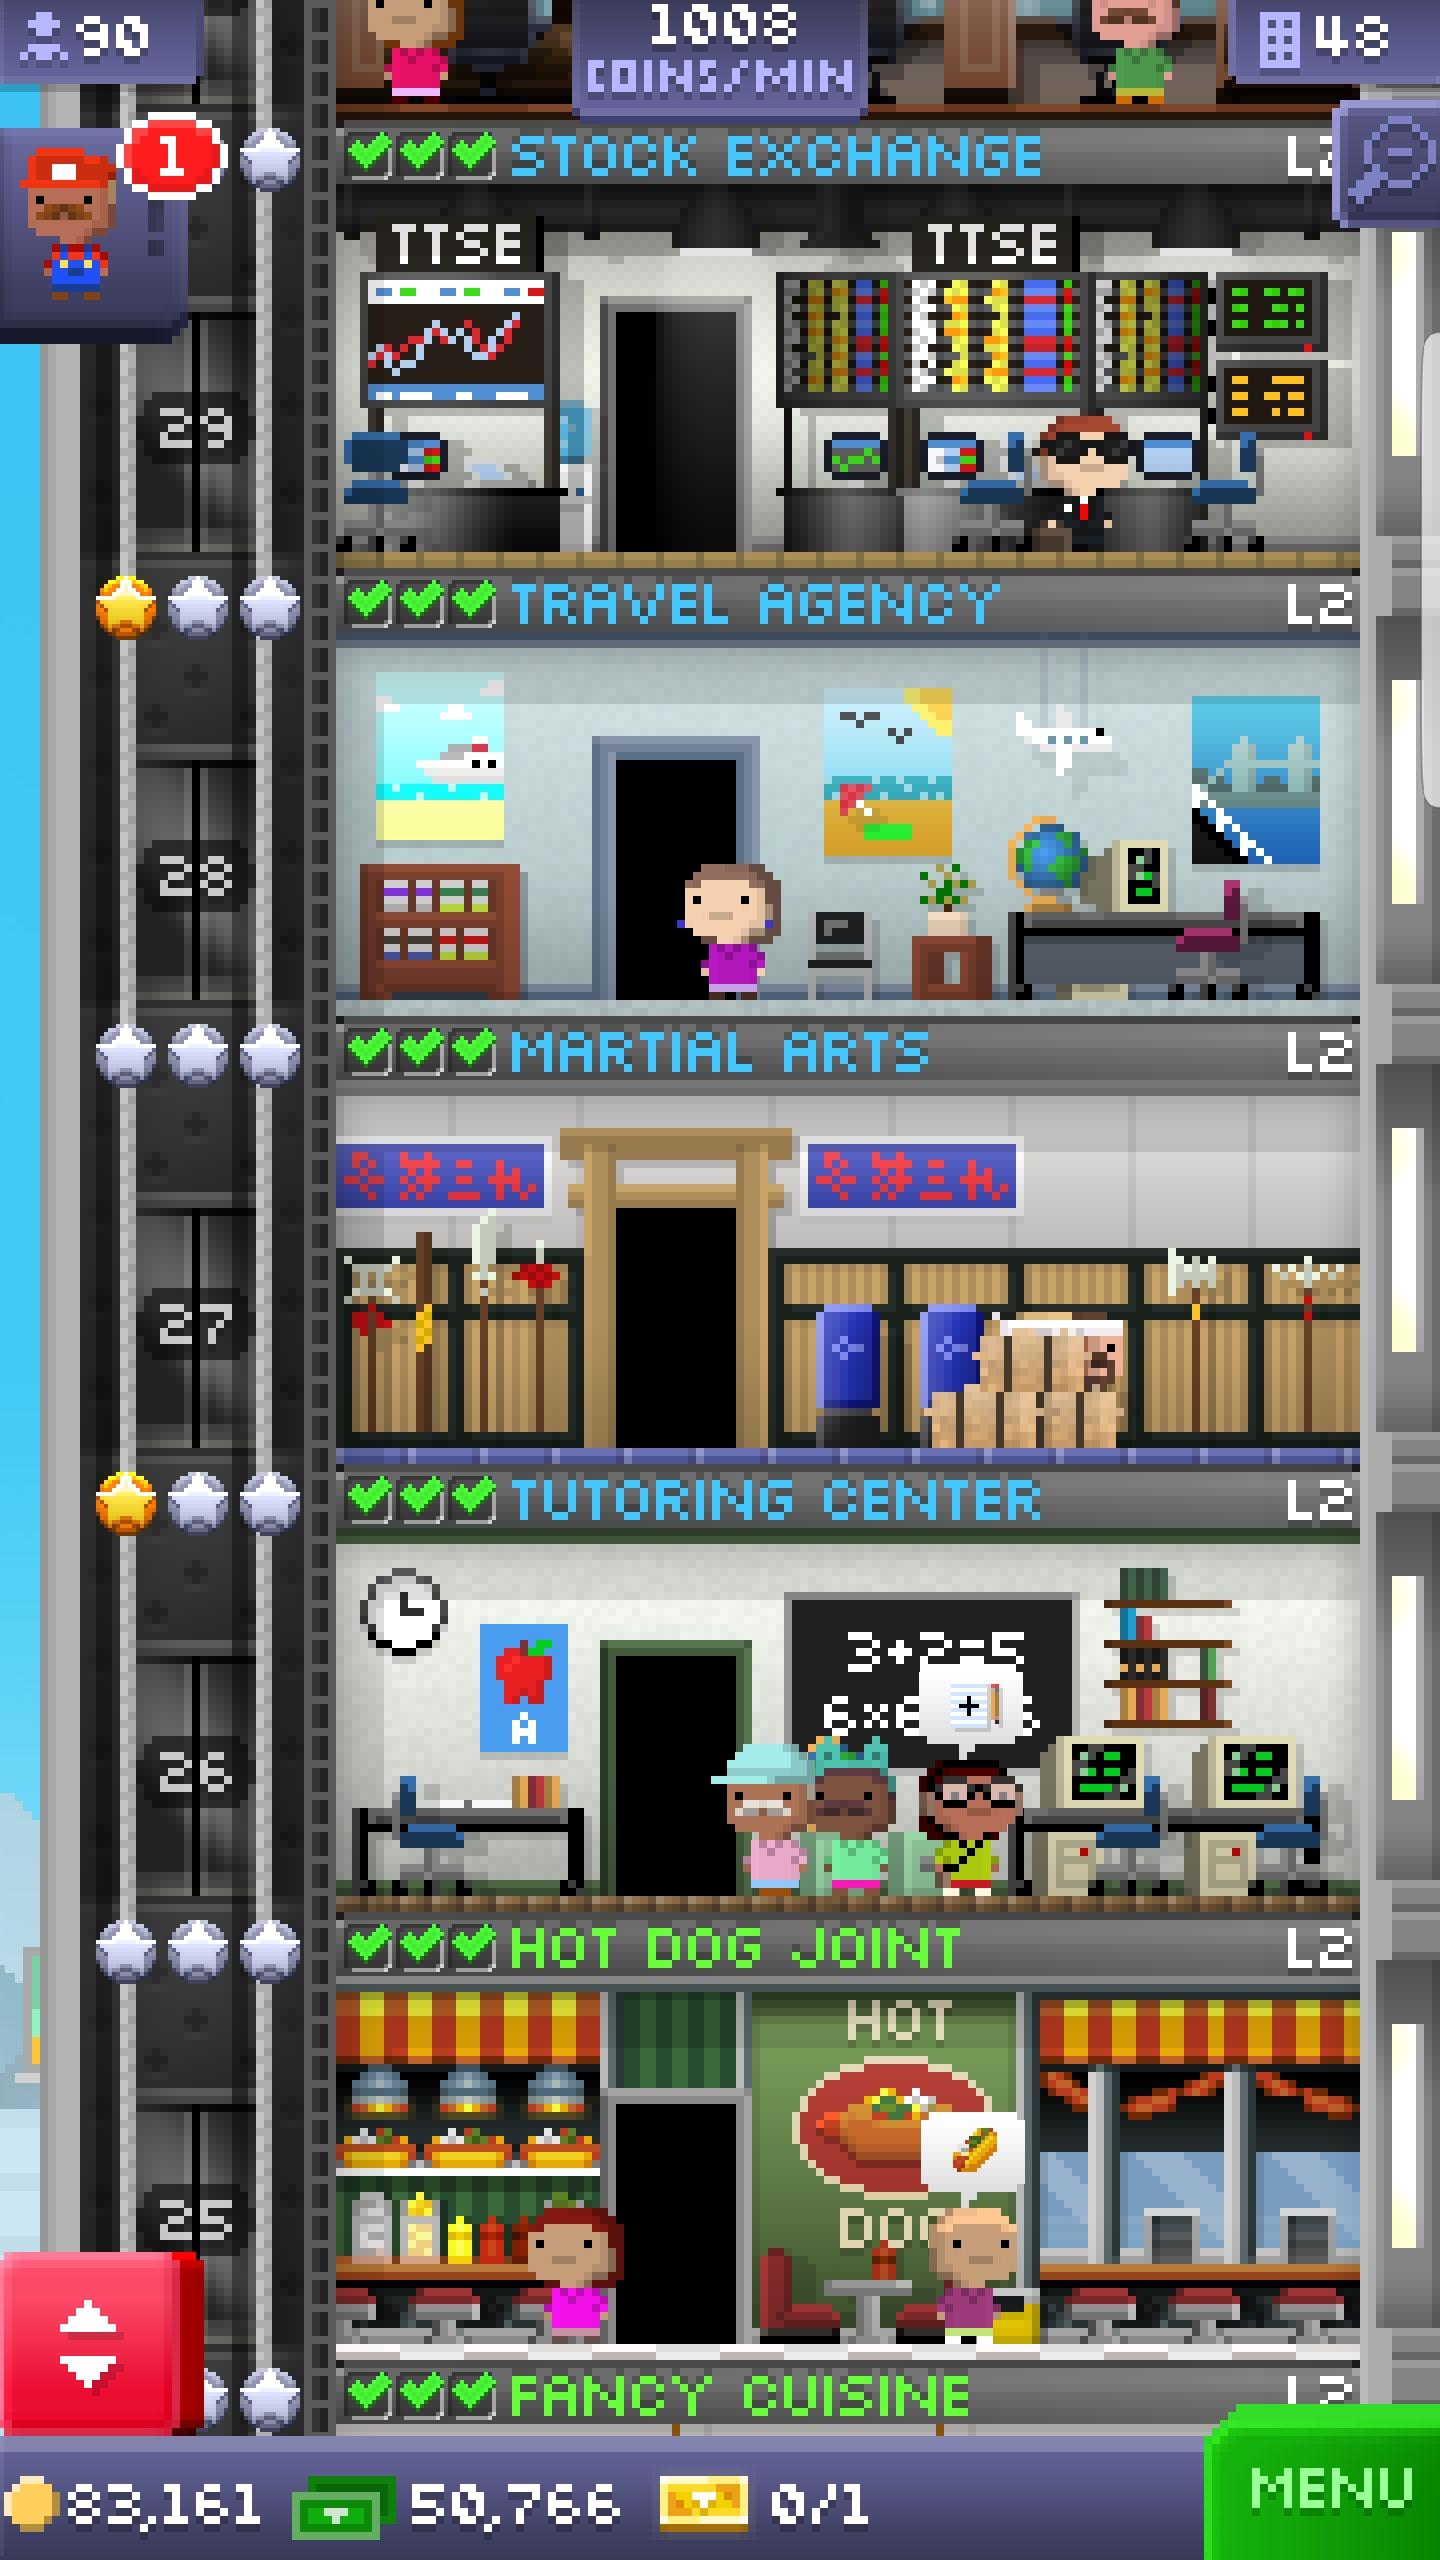 90
1008
COINS/MIN
48
1
STOCK EXCHANGE
TTSE
TTSE
29
TRAVEL AGENCY L2
28
MARTIAL ARTS L2
27
TUTORING CENTER L2
3+2=5
A
26
HOT DOG JOINT L2
HOT
25
FANCY CUISINE L2
83,161 50,766 0/1
MENU